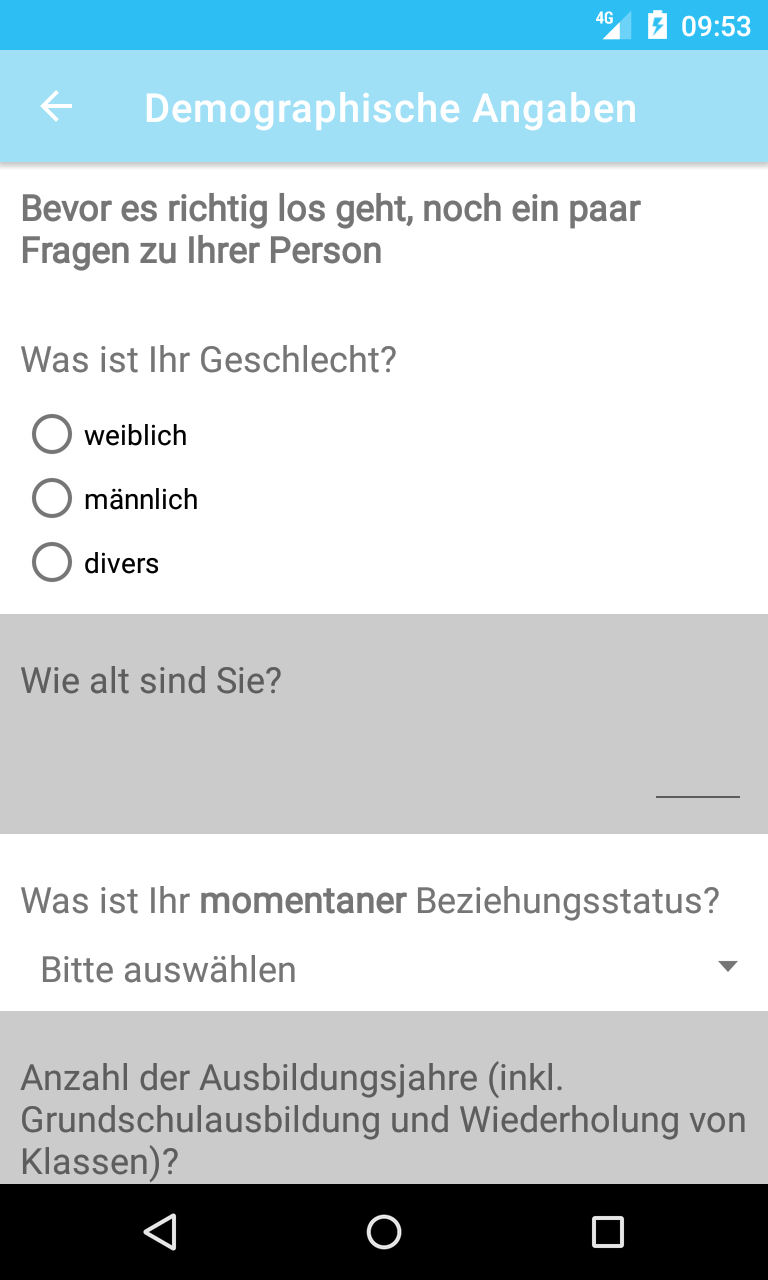 4G 09:53
Demographische Angaben
Bevor es richtig los geht, noch ein paar
Fragen zu Ihrer Person
Was ist Ihr Geschlecht?
weiblich
männlich
divers
Wie alt sind Sie?
Was ist Ihr momentaner Beziehungsstatus?
Bitte auswählen
Anzahl der Ausbildungsjahre (inkl.
Grundschulausbildung und Wiederholung von
Klassen)?